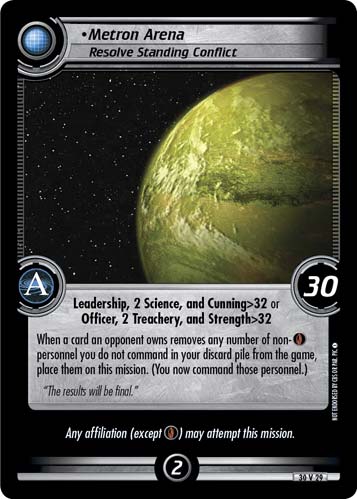 •Metron Arena
Resolve Standing Conflict
A
30
Leadership, 2 Science, and Cunning>32 or
Officer, 2 Treachery, and Strength>32
When a card an opponent owns removes any number of non-
personnel you do not command in your discard pile from the game,
place them on this mission. (You now command those personnel.)
"The results will be final."
Any affiliation (except ) may attempt this mission.
2
30 V 29
NOT ENDORSED BY CBS OR PAR. PIC.